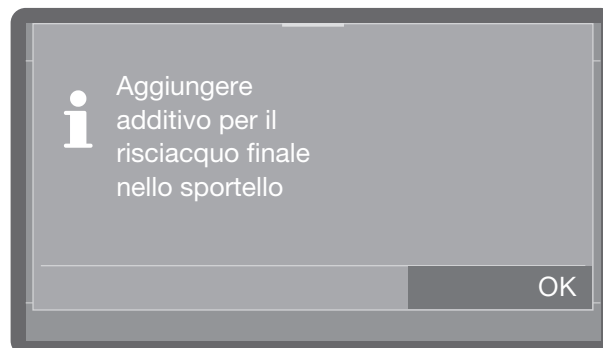 Aggiungere
additivo per il
risciacquo finale
nello sportello
OK